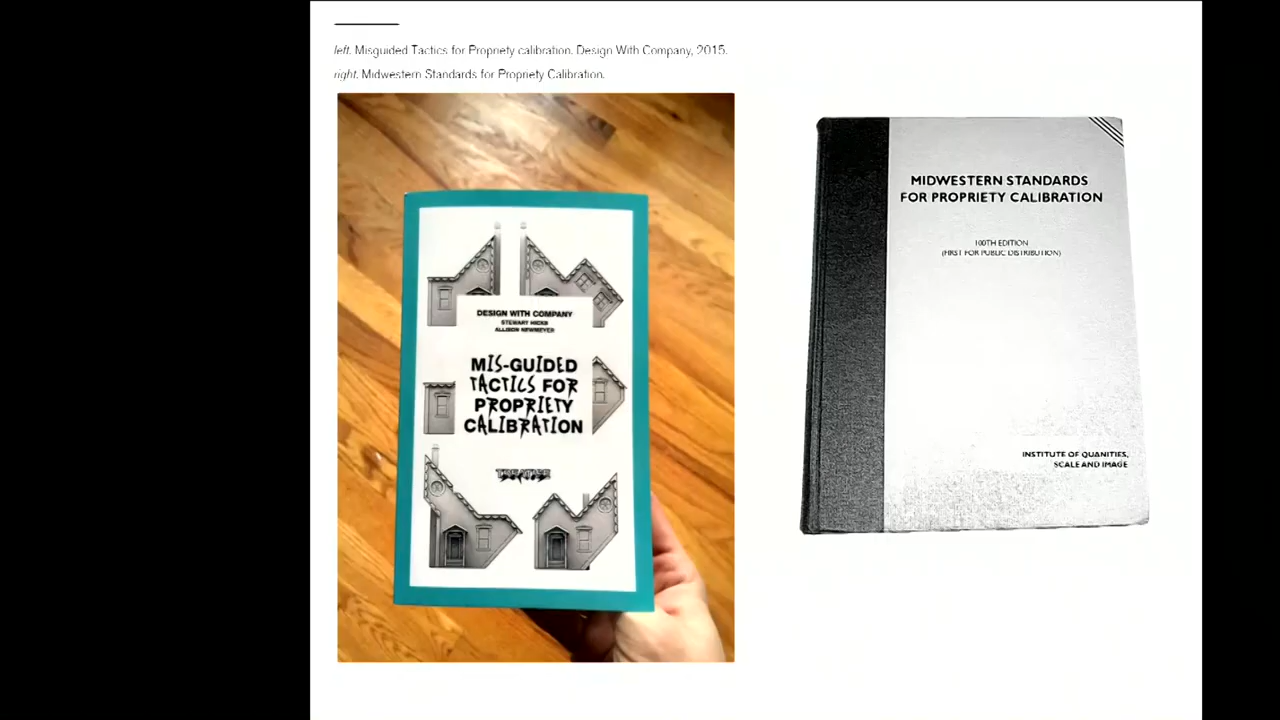 left. Misguided Tactics for Propriety calibration. Design With Company, 2015.
right. Midwestern Standards for Propriety Calibration.
DESIGN WITH COMPANY
STEWART HICKS
ALLISON NEWMEYER
MIS-GUIDED
TACTICS FOR
PROPRIETY
CALIBRATION
TREATISE
MIDWESTERN STANDARDS
FOR PROPRIETY CALIBRATION
100TH EDITION
(FIRST FOR PUBLIC DISTRIBUTION)
INSTITUTE OF QUANITIES,
SCALE AND IMAGE